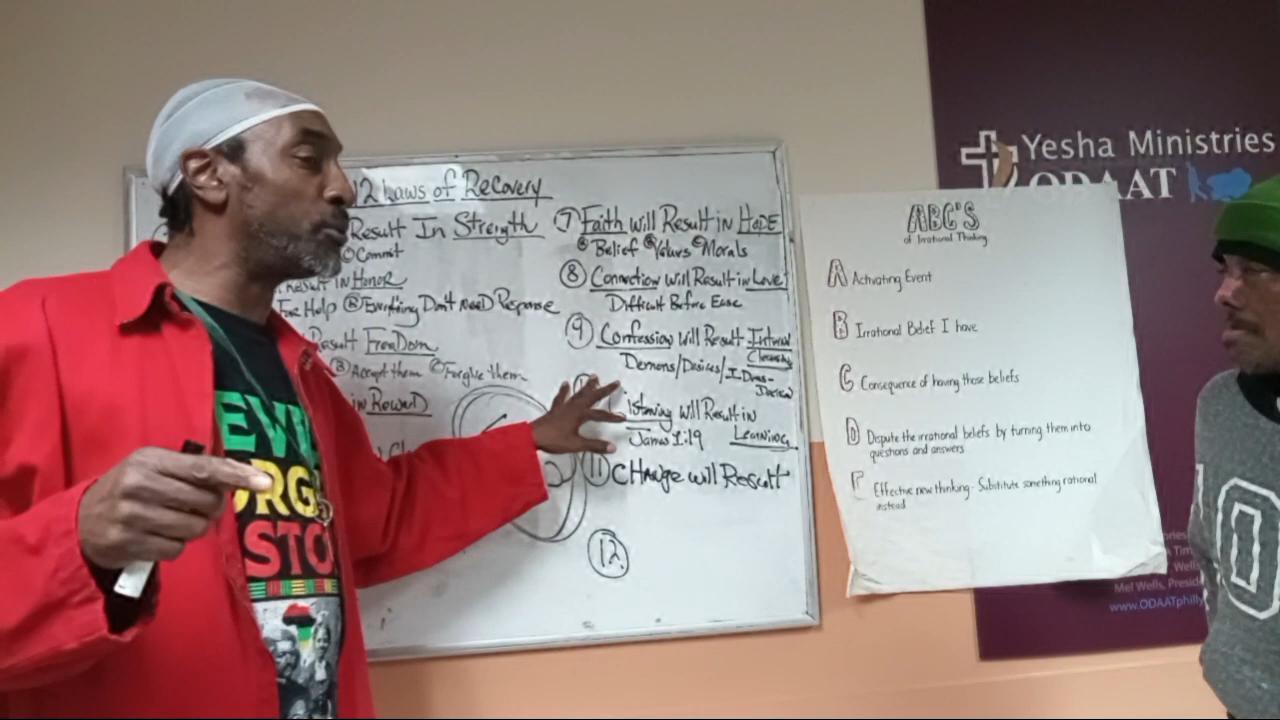 12 Laws of Recovery
Result In Strength
Ⓒ Commit
Result IN HONOR
For Help Ⓑ Everything Don't Need Response
Result FreeDom
Ⓑ Accept them Ⓒ Forgive them
in Reward
⑦ Faith will Result in HOPE
Ⓐ Belief Ⓑ Values Ⓒ Morals
⑧ Connection will Result in Love
Difficult Before Ease
⑨ Confession will Result Internal
Cleansing
Demons/Desires/
Listening will Result in
James 1:19 Learning
⑪ CHANGE will Result
⑫
ABC'S
of Irrational Thinking
A Activating Event
B Irrational Belief I have
C Consequence of having those beliefs
D Dispute the irrational beliefs by turning them into
questions and answers
E Effective new thinking - Substitute something rational
instead
Yesha Ministries
ODAAT
Wells
Mel Wells, Presid
www.ODAATphilly